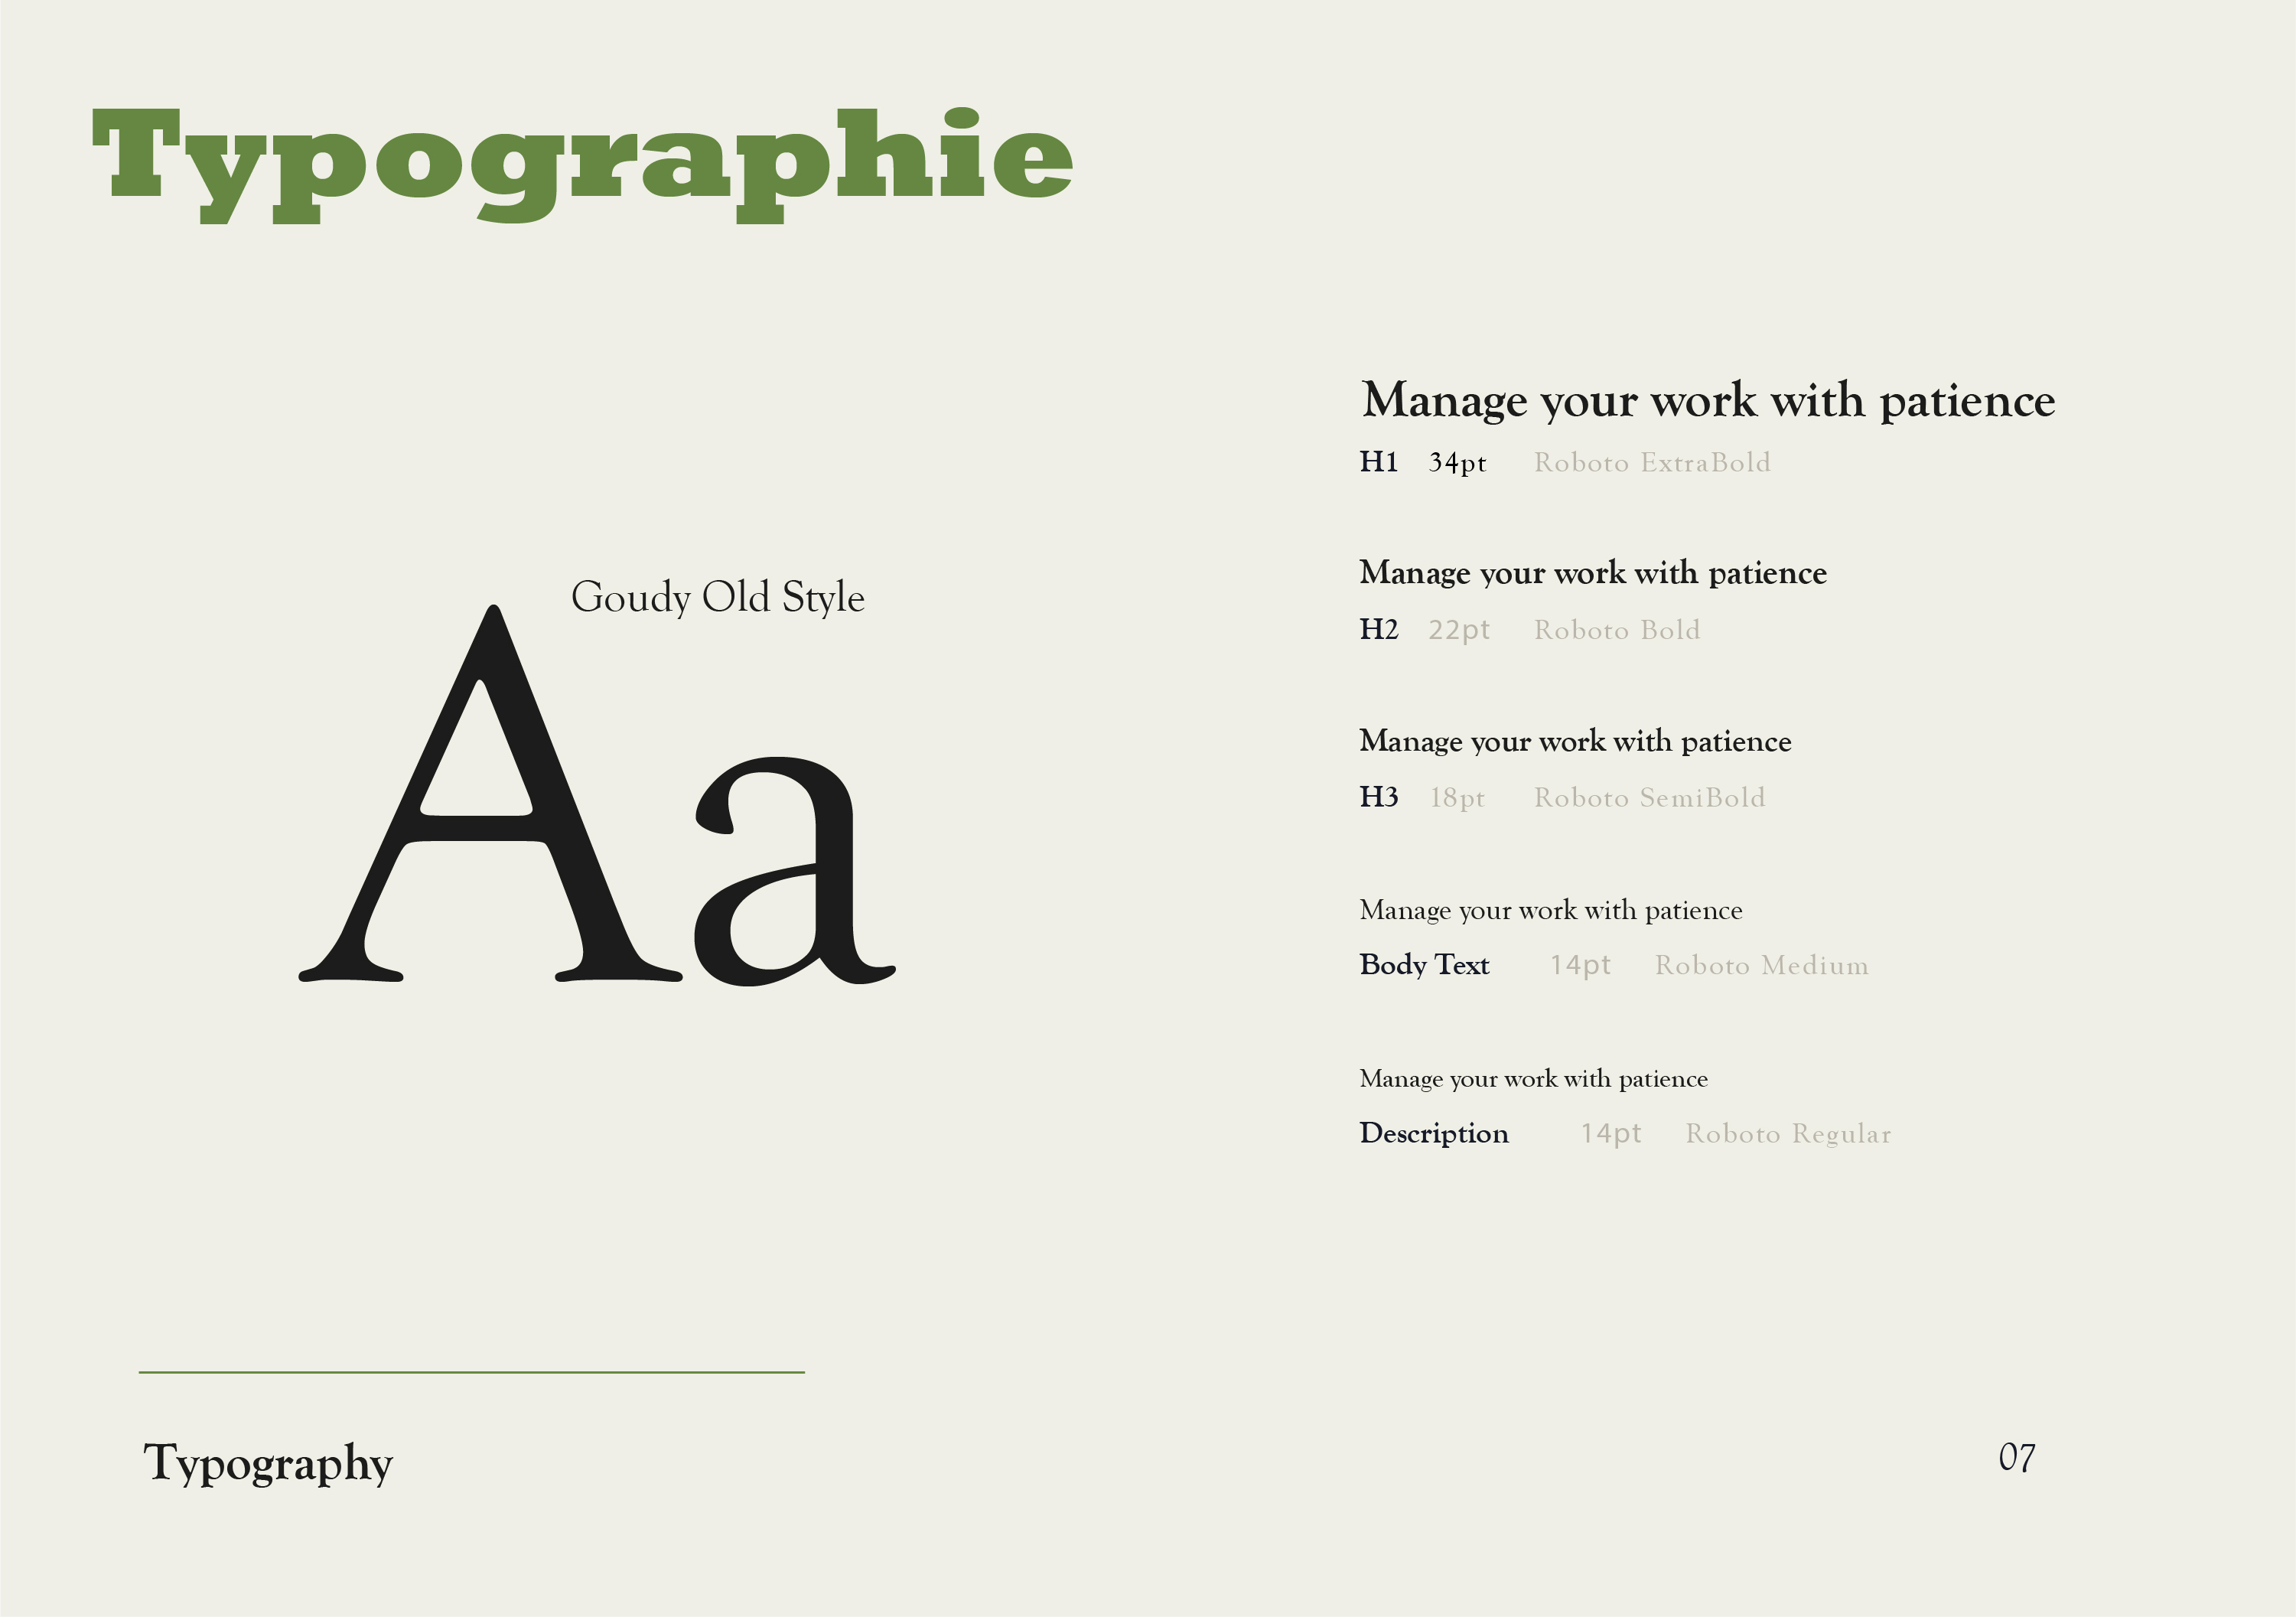 Typographie
Goudy Old Style
Aa
Manage your work with patience
H1 34pt Roboto ExtraBold
Manage your work with patience
H2 22pt Roboto Bold
Manage your work with patience
H3 18pt Roboto SemiBold
Manage your work with patience
Body Text 14pt Roboto Medium
Manage your work with patience
Description 14pt Roboto Regular
Typography
07